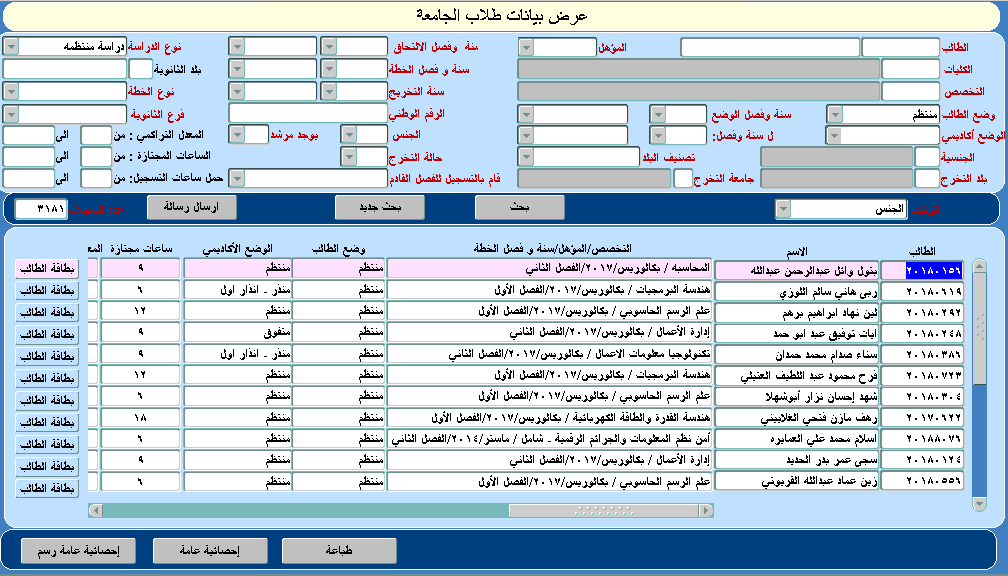 عرض بيانات طلاب الجامعة
الطالب المؤهل سنة وفصل الالتحاق نوع الدراسة دراسة منتظمه
الكليات سنة و فصل الخطة بلد الثانوية
التخصص سنة التخريج نوع الخطة
وضع الطالب منتظم سنة وفصل الوضع الرقم الوطني فرع الثانوية
الوضع أكاديمي ل سنة وفصل: الجنس يوجد مرشد المعدل التراكمي : من الى
الجنسية تصنيف البلد حالة التخرج الساعات المجتازة : من الى
بلد التخرج جامعة التخرج قام بالتسجيل للفصل القادم حمل ساعات التسجيل: من الى
الجنس بحث بحث جديد ارسال رسالة ٣١٨١
الطالب الاسم التخصص/المؤهل/سنة و فصل الخطة وضع الطالب الوضع الأكاديمي ساعات مجتازة المع
٢٠١٨٠١٥٦ بتول وائل عبدالرحمن عبدالله المحاسبه / بكالوريس/٢٠١٧/الفصل الثاني منتظم منتظم ٩ بطاقة الطالب
٢٠١٨٠٦١٩ ربى هاني سالم اللوزي هندسة البرمجيات / بكالوريس/٢٠١٧/الفصل الأول منتظم منذر - انذار اول ٦ بطاقة الطالب
٢٠١٨٠٢٩٢ لين نهاد ابراهيم برهم علم الرسم الحاسوبي / بكالوريس/٢٠١٧/الفصل الأول منتظم منتظم ١٢ بطاقة الطالب
٢٠١٨٠٢٤٨ ايات توفيق عبد ابو حمد إدارة الأعمال / بكالوريس/٢٠١٧/الفصل الثاني منتظم متفوق ٩ بطاقة الطالب
٢٠١٨٠٣٨٦ سناء صدام محمد حمدان تكنولوجيا معلومات الاعمال / بكالوريس/٢٠١٧/الفصل الثاني منتظم منذر - انذار اول ٩ بطاقة الطالب
٢٠١٨٠٧٢٣ فرح محمود عبد اللطيف العتيلي هندسة البرمجيات / بكالوريس/٢٠١٧/الفصل الأول منتظم منتظم ١٢ بطاقة الطالب
٢٠١٨٠٣٠٤ شهد إحسان نزار أبوشهلا علم الرسم الحاسوبي / بكالوريس/٢٠١٧/الفصل الأول منتظم منتظم ٦ بطاقة الطالب
٢٠١٧٠٦٢٢ رهف مازن فتحي الغلاييني هندسة القدرة والطاقة الكهربائية / بكالوريس/٢٠١٧/الفصل الأول منتظم منتظم ١٨ بطاقة الطالب
٢٠١٨٨٠٧٦ اسلام محمد علي العمايره أمن نظم المعلومات والجرائم الرقمية - شامل / ماستر/٢٠١٤/الفصل الثاني منتظم منتظم ٦ بطاقة الطالب
٢٠١٨٠١٢٤ سجى عمر بدر الحديد إدارة الأعمال / بكالوريس/٢٠١٧/الفصل الثاني منتظم منتظم ٩ بطاقة الطالب
٢٠١٨٠٥٥٦ زين عماد عبدالله القريوتي علم الرسم الحاسوبي / بكالوريس/٢٠١٧/الفصل الأول منتظم منتظم ٦ بطاقة الطالب
طباعة إحصائية عامة إحصائية عامة رسم